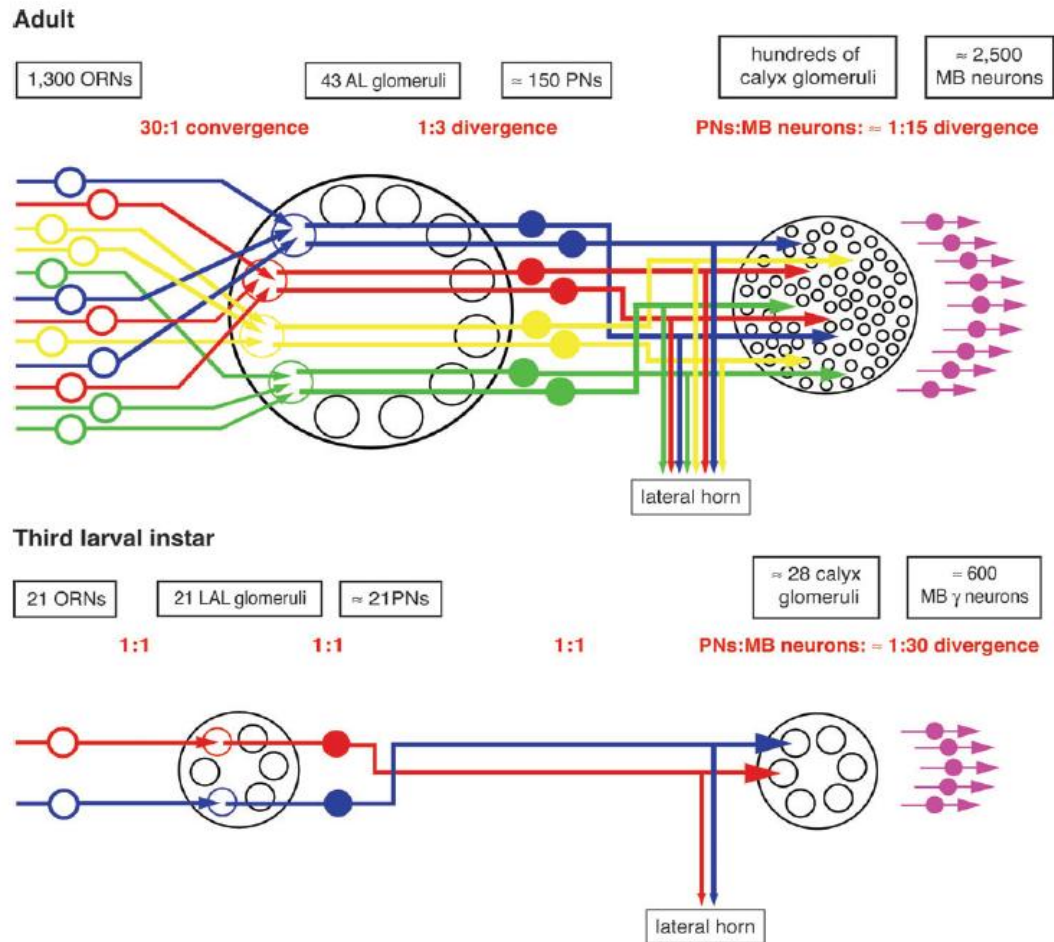 Adult
1,300 ORNs
43 AL glomeruli
≃ 150 PNs
hundreds of
calyx glomeruli
≈ 2,500
MB neurons
30:1 convergence
1:3 divergence
PNs:MB neurons: ≈ 1:15 divergence
lateral horn
Third larval instar
21 ORNs
21 LAL glomeruli
≈ 21PNs
≈ 28 calyx
glomeruli
= 600
MB γ neurons
1:1
1:1
1:1
PNs:MB neurons: ≈ 1:30 divergence
lateral horn